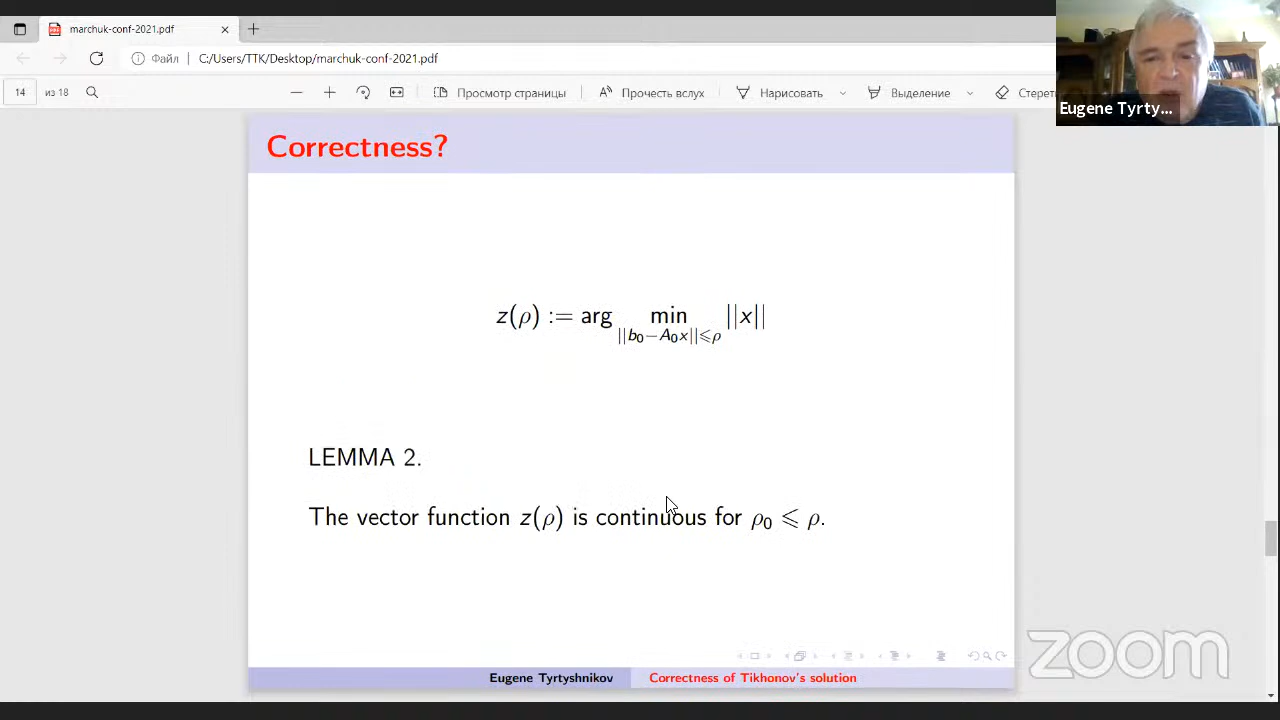 marchuk-conf-2021.pdf
Файл C:/Users/TTK/Desktop/marchuk-conf-2021.pdf
14 из 18 Просмотр страницы Прочесть вслух Нарисовать Выделение Стерет
Eugene Tyrty...
Correctness?
z(ρ) := arg min ||x||
||b₀−A₀x||⩽ρ
LEMMA 2.
The vector function z(ρ) is continuous for ρ₀ ⩽ ρ.
zoom
Eugene Tyrtyshnikov Correctness of Tikhonov's solution